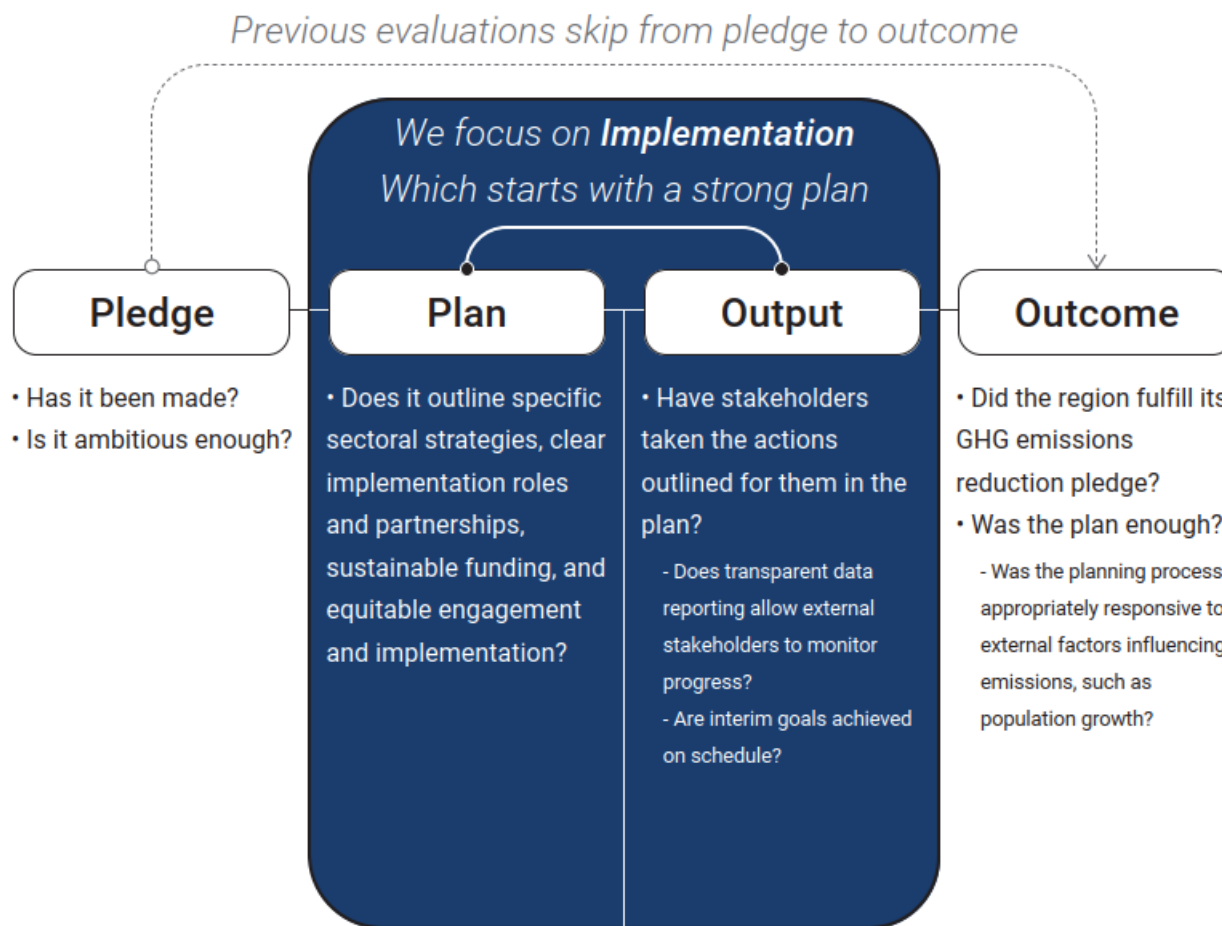 Previous evaluations skip from pledge to outcome
We focus on Implementation
Which starts with a strong plan
Pledge
• Has it been made?
• Is it ambitious enough?
Plan
• Does it outline specific
sectoral strategies, clear
implementation roles
and partnerships,
sustainable funding, and
equitable engagement
and implementation?
Output
• Have stakeholders
taken the actions
outlined for them in the
plan?
- Does transparent data
reporting allow external
stakeholders to monitor
progress?
- Are interim goals achieved
on schedule?
Outcome
• Did the region fulfill its
GHG emissions
reduction pledge?
• Was the plan enough?
- Was the planning process
appropriately responsive to
external factors influencing
emissions, such as
population growth?